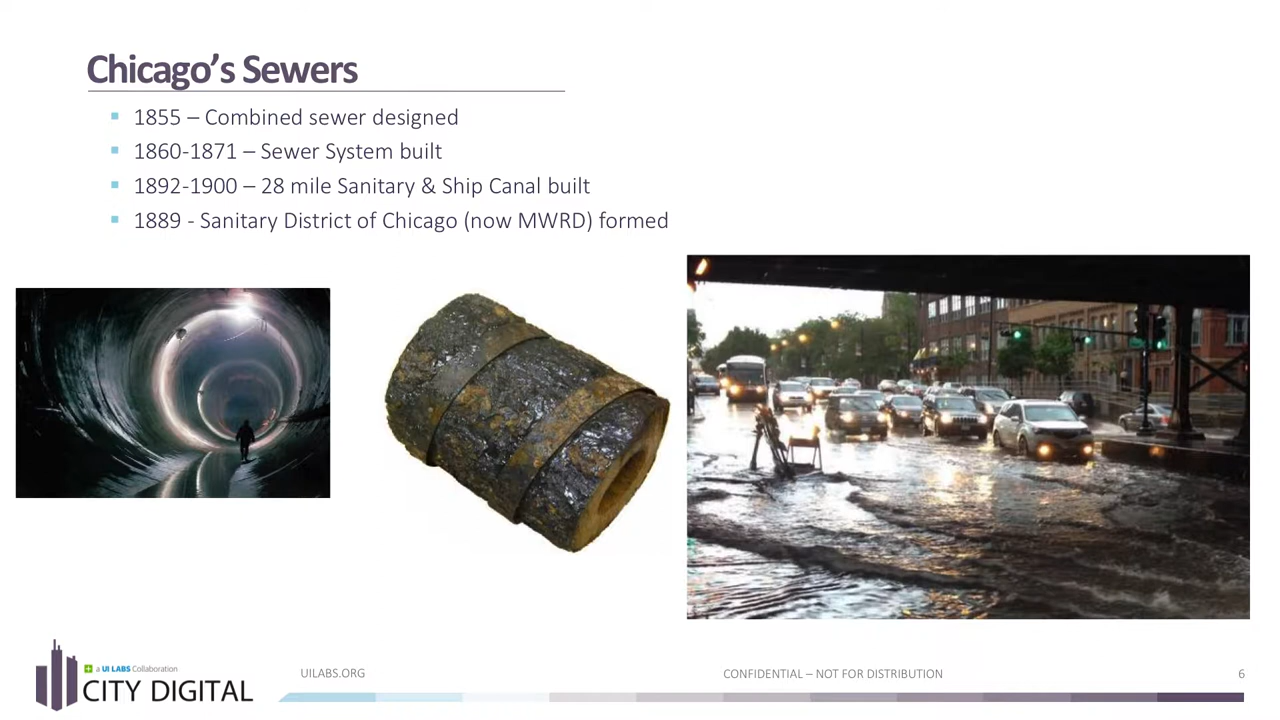 Chicago's Sewers
1855 – Combined sewer designed
1860-1871 – Sewer System built
1892-1900 – 28 mile Sanitary & Ship Canal built
1889 - Sanitary District of Chicago (now MWRD) formed
a UI LABS Collaboration
CITY DIGITAL
UILABS.ORG
CONFIDENTIAL – NOT FOR DISTRIBUTION
6